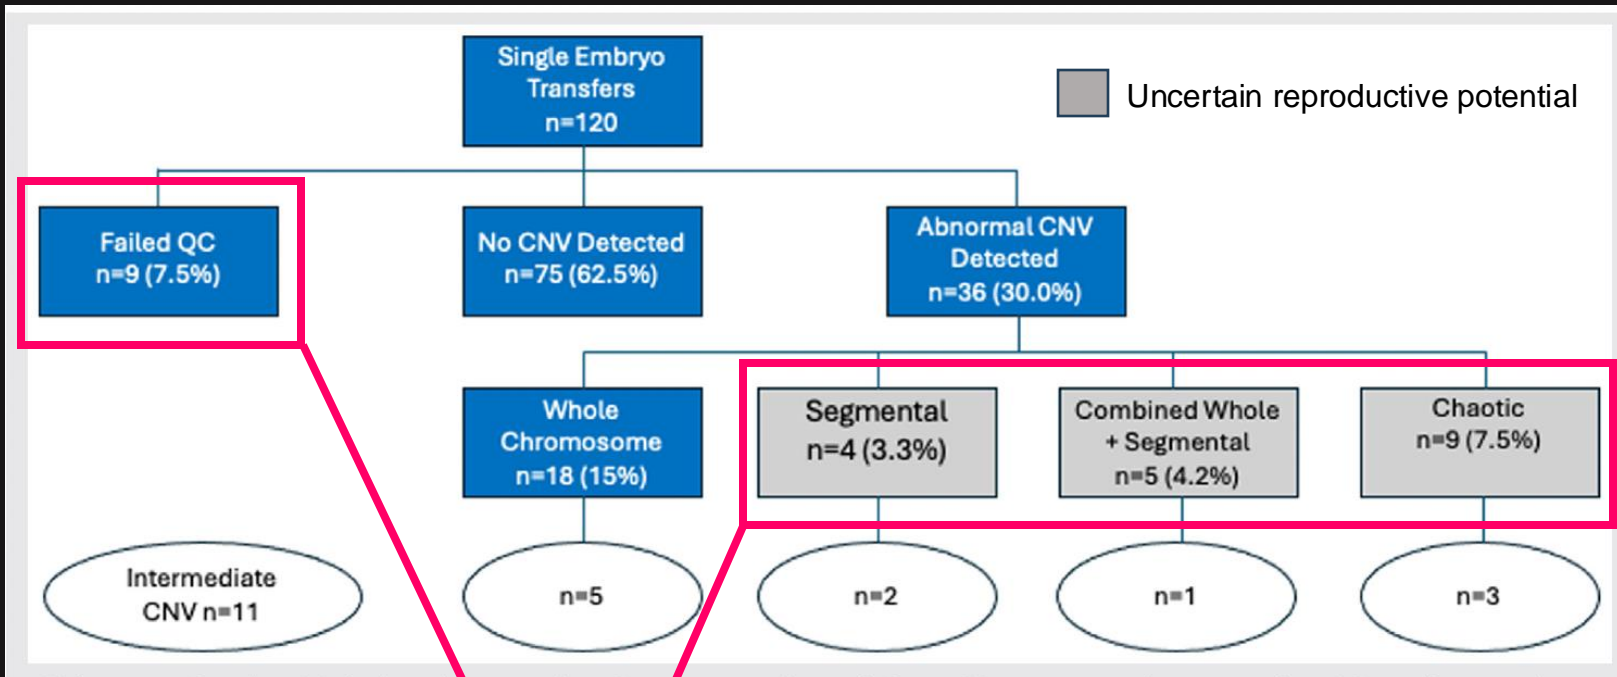 Single Embryo
Transfers
n=120
Uncertain reproductive potential
Failed QC
n=9 (7.5%)
No CNV Detected
n=75 (62.5%)
Abnormal CNV
Detected
n=36 (30.0%)
Whole
Chromosome
n=18 (15%)
Segmental
n=4 (3.3%)
Combined Whole
+ Segmental
n=5 (4.2%)
Chaotic
n=9 (7.5%)
Intermediate
CNV n=11
n=5
n=2
n=1
n=3